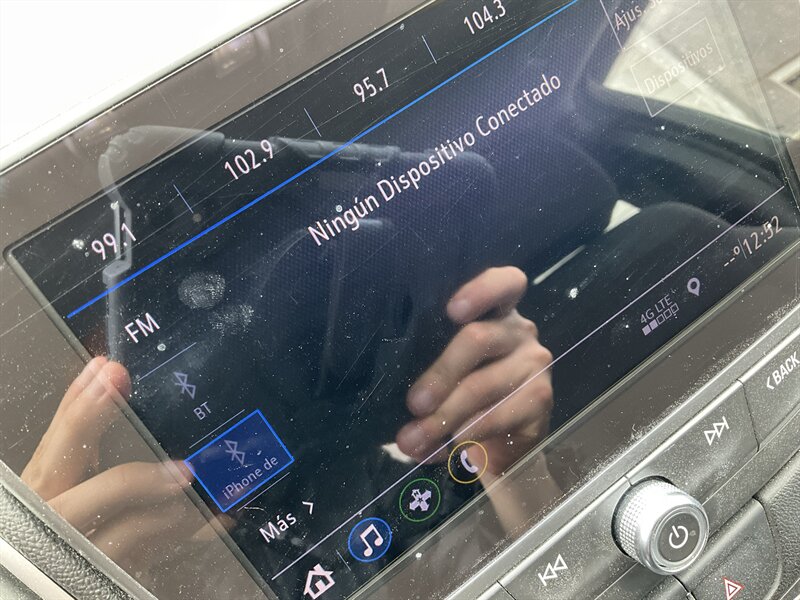 99.1
102.9
95.7
104.3
Ningún Dispositivo Conectado
Dispositivos
FM
BT
iPhone de
Más >
4G LTE
--° 12:52
BACK